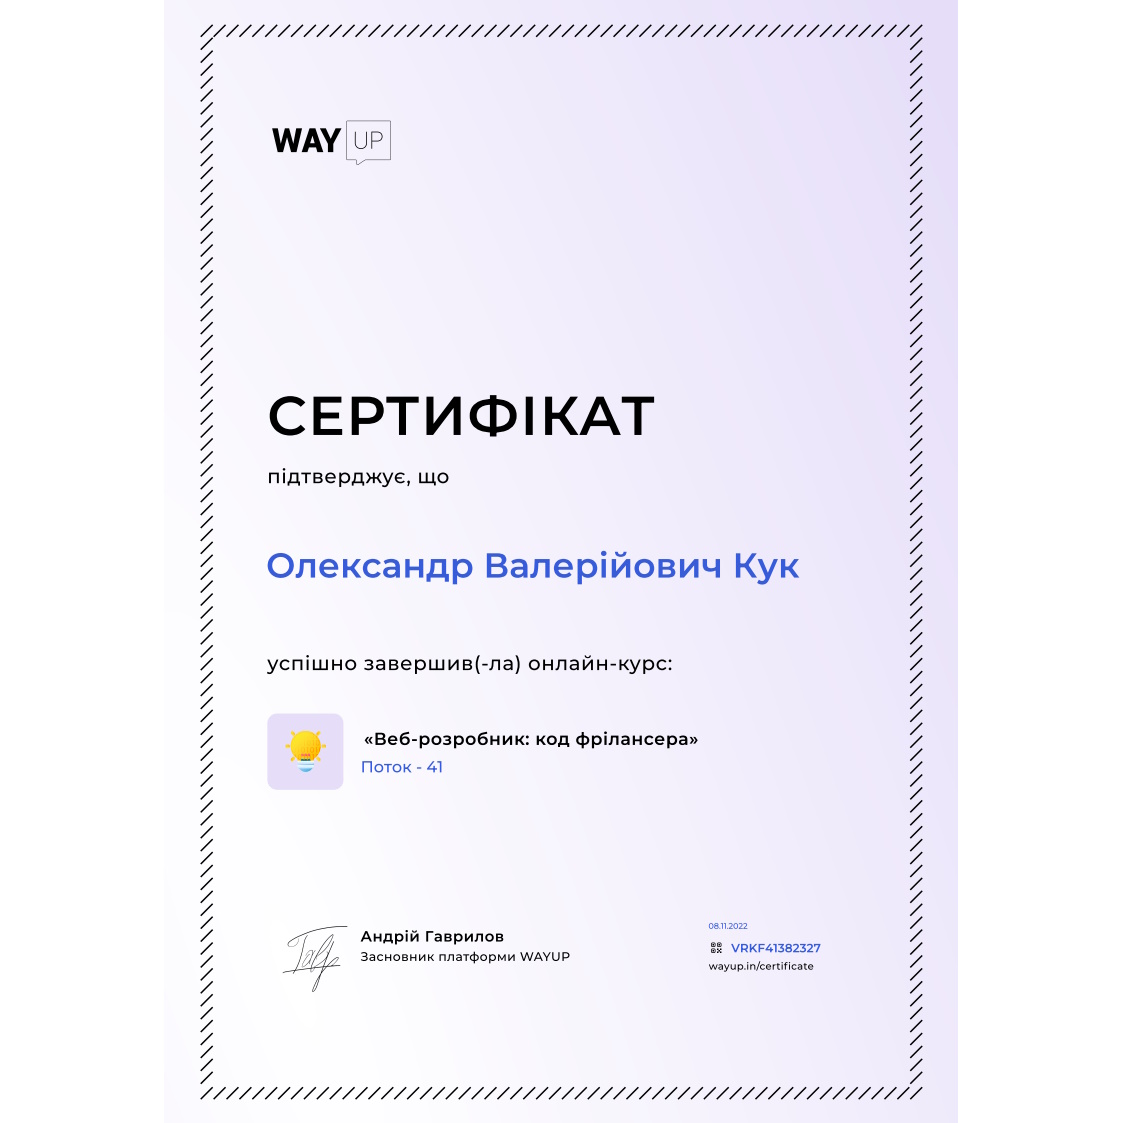 WAY UP
СЕРТИФІКАТ
підтверджує, що
Олександр Валерійович Кук
успішно завершив(-ла) онлайн-курс:
«Веб-розробник: код фрілансера»
Поток - 41
Андрій Гаврилов
Засновник платформи WAYUP
08.11.2022
VRKF41382327
wayup.in/certificate